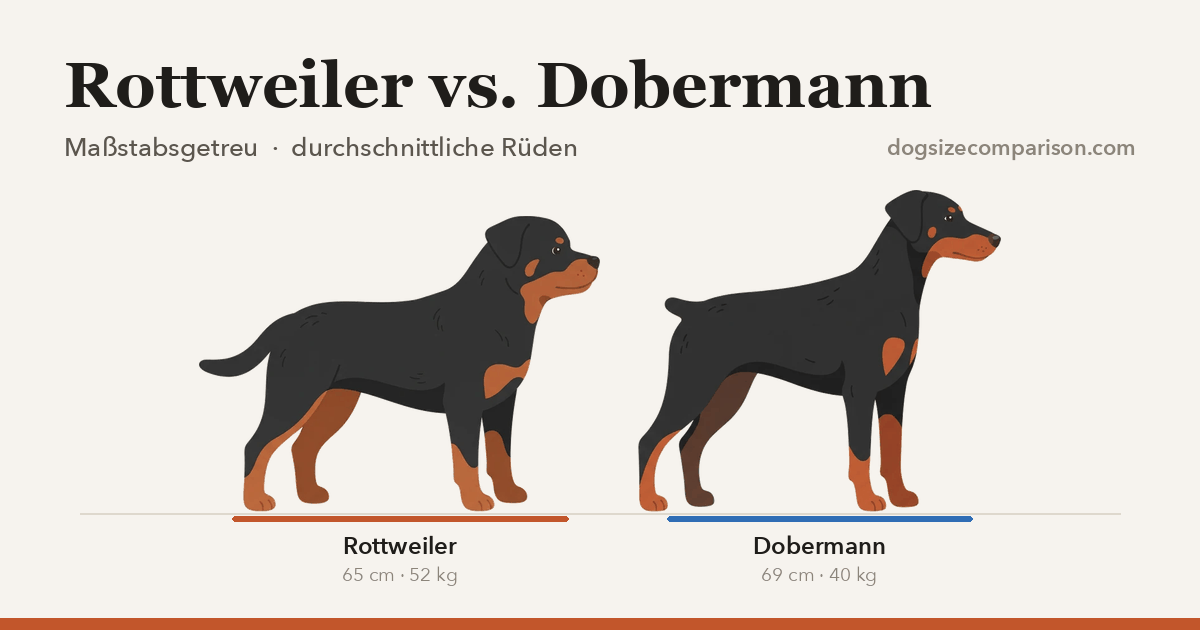 Rottweiler vs. Dobermann
Maßstabsgetreu · durchschnittliche Rüden
dogsizecomparison.com
Rottweiler
65 cm · 52 kg
Dobermann
69 cm · 40 kg